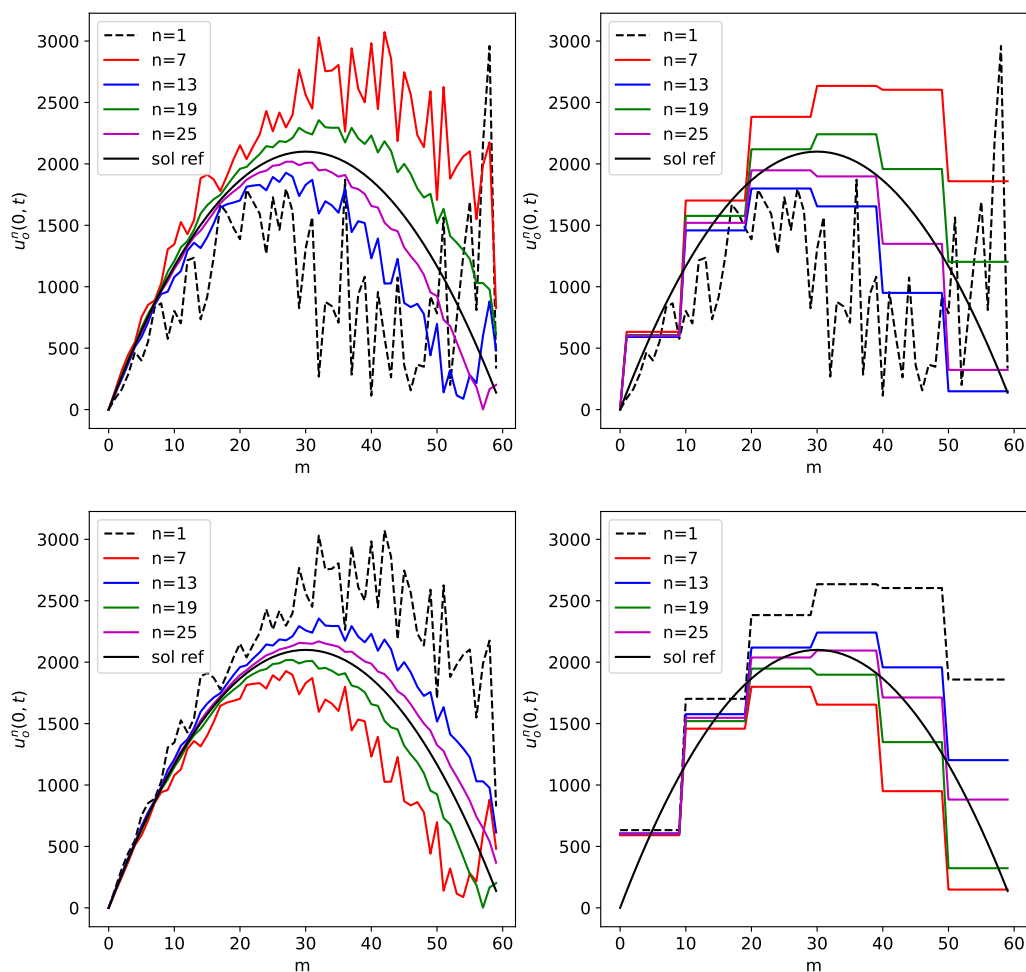 n=1
n=7
n=13
n=19
n=25
sol ref
3000
2500
2000
1500
1000
500
0
u_o^n(0, t)
0 10 20 30 40 50 60
m
n=1
n=7
n=13
n=19
n=25
sol ref
3000
2500
2000
1500
1000
500
0
u_o^n(0, t)
0 10 20 30 40 50 60
m
n=1
n=7
n=13
n=19
n=25
sol ref
3000
2500
2000
1500
1000
500
0
u_o^n(0, t)
0 10 20 30 40 50 60
m
n=1
n=7
n=13
n=19
n=25
sol ref
3000
2500
2000
1500
1000
500
0
u_o^n(0, t)
0 10 20 30 40 50 60
m